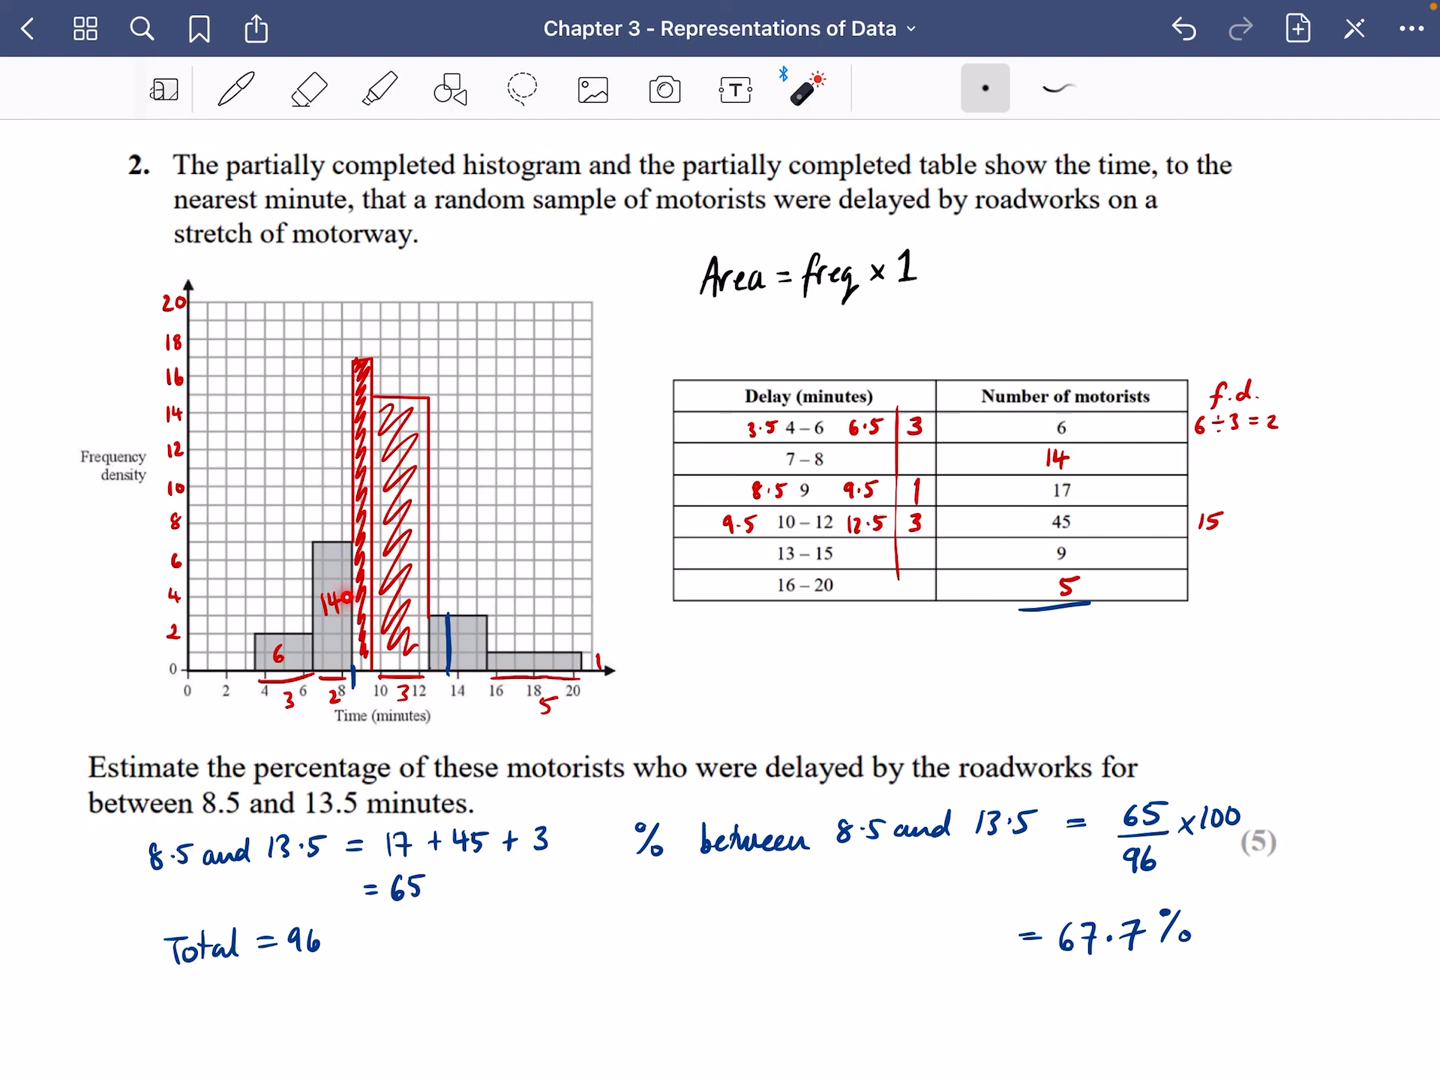 Chapter 3 - Representations of Data
T
2. The partially completed histogram and the partially completed table show the time, to the
nearest minute, that a random sample of motorists were delayed by roadworks on a
stretch of motorway.
Area = freq × 1
20
18
16
14
12
10
8
6
4
2
0
Frequency
density
6
14
1
0 2 4 6 8 10 12 14 16 18 20
3 2 3 5
Time (minutes)
Delay (minutes) Number of motorists f.d.
3.5 4 – 6 6.5 3 6 6 ÷ 3 = 2
7 – 8 14
8.5 9 9.5 1 17
9.5 10 – 12 12.5 3 45 15
13 – 15 9
16 – 20 5
Estimate the percentage of these motorists who were delayed by the roadworks for
between 8.5 and 13.5 minutes.
(5)
8.5 and 13.5 = 17 + 45 + 3
= 65
Total = 96
% between 8.5 and 13.5 = 65/96 × 100
= 67.7%